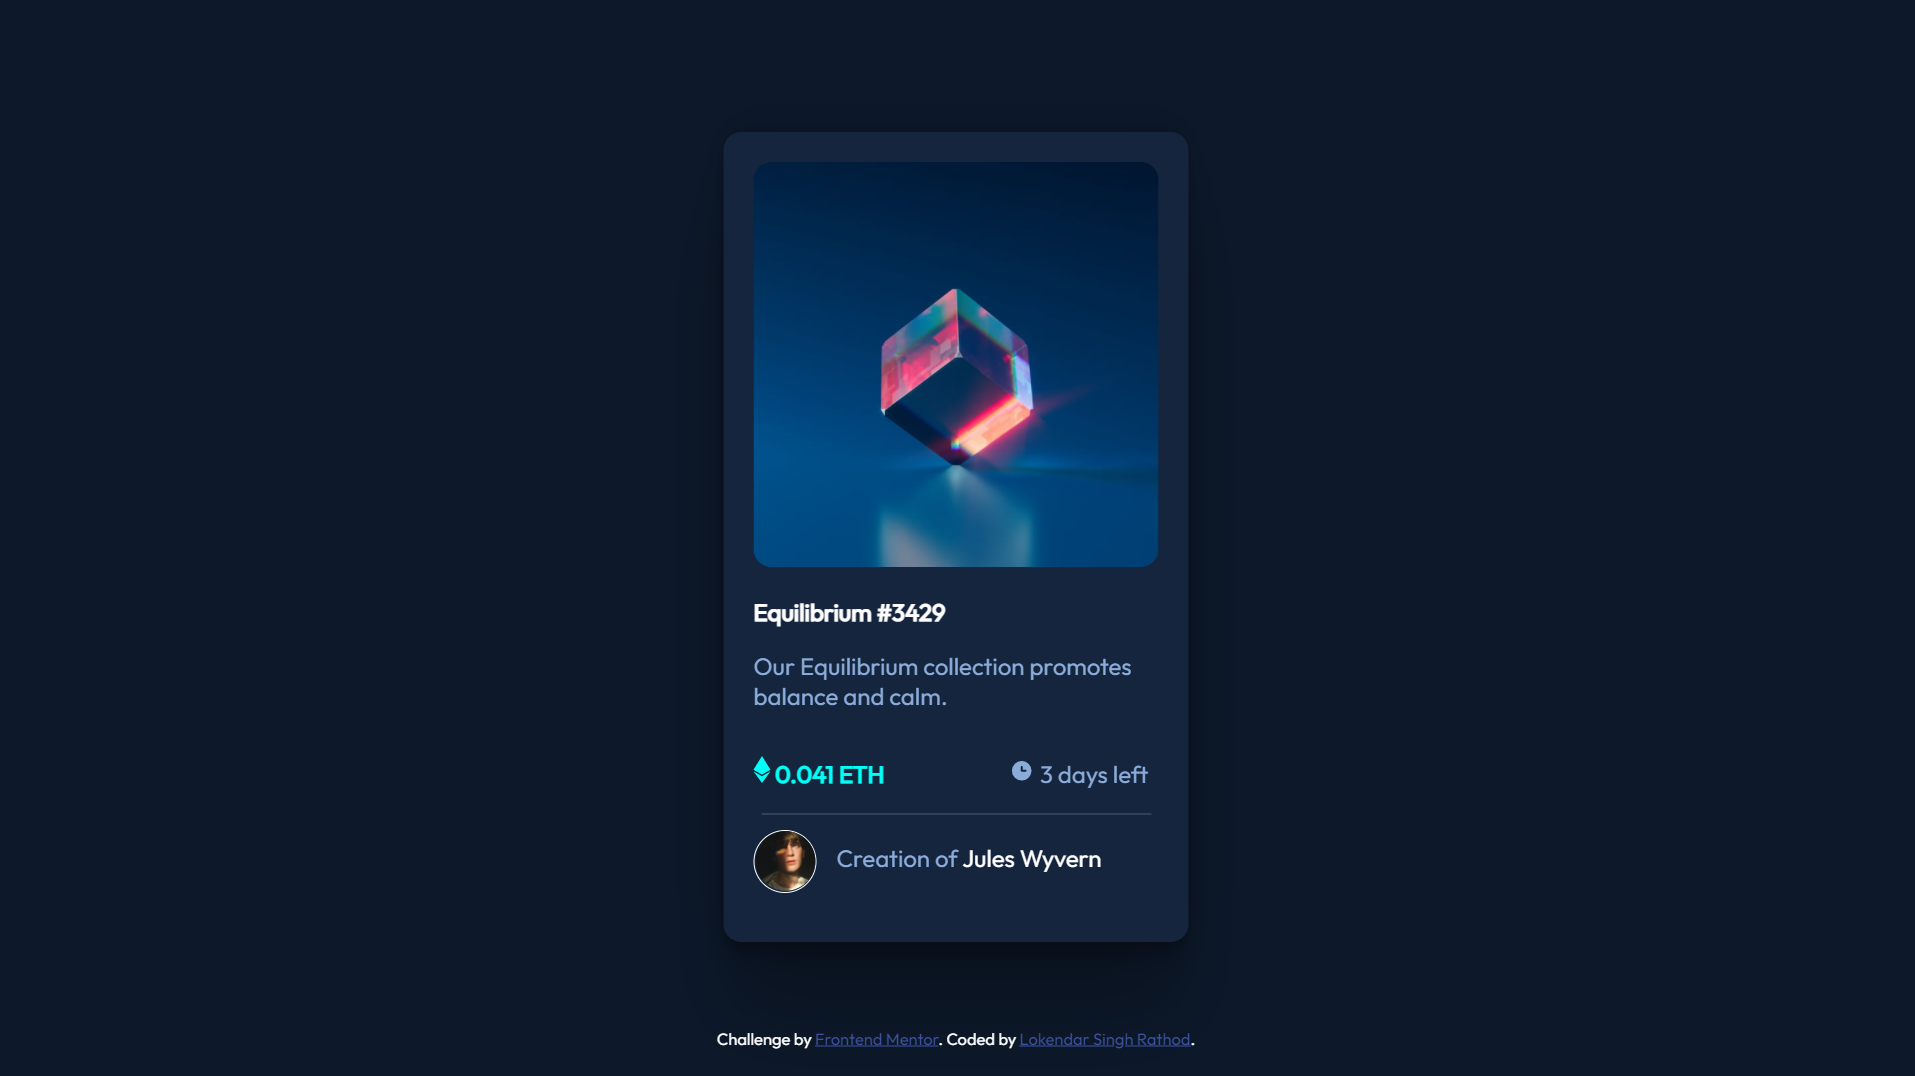 Equilibrium #3429
Our Equilibrium collection promotes
balance and calm.
0.041 ETH
3 days left
Creation of Jules Wyvern
Challenge by Frontend Mentor. Coded by Lokendar Singh Rathod.